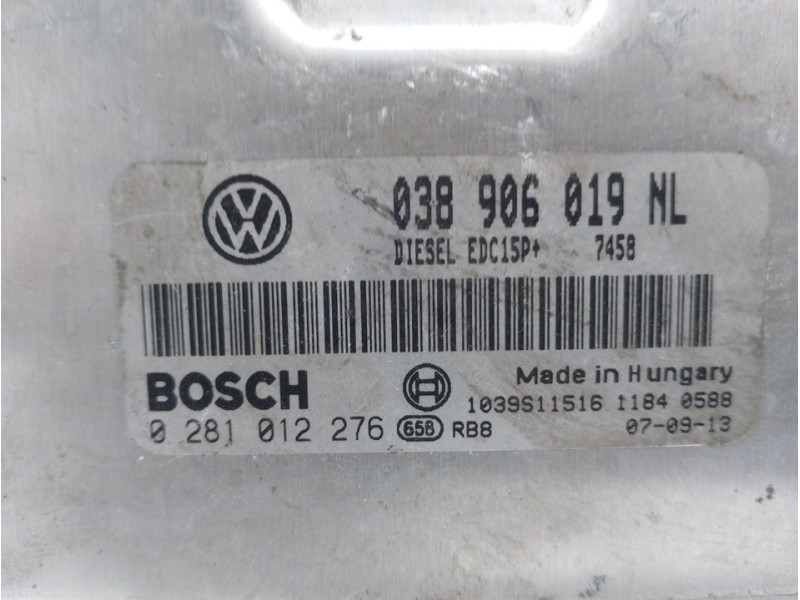 038 906 019 NL
DIESEL EDC15P+ 7458
BOSCH
Made in Hungary
1039S11516 1184 0588
0 281 012 276 658 RB8 07-09-13